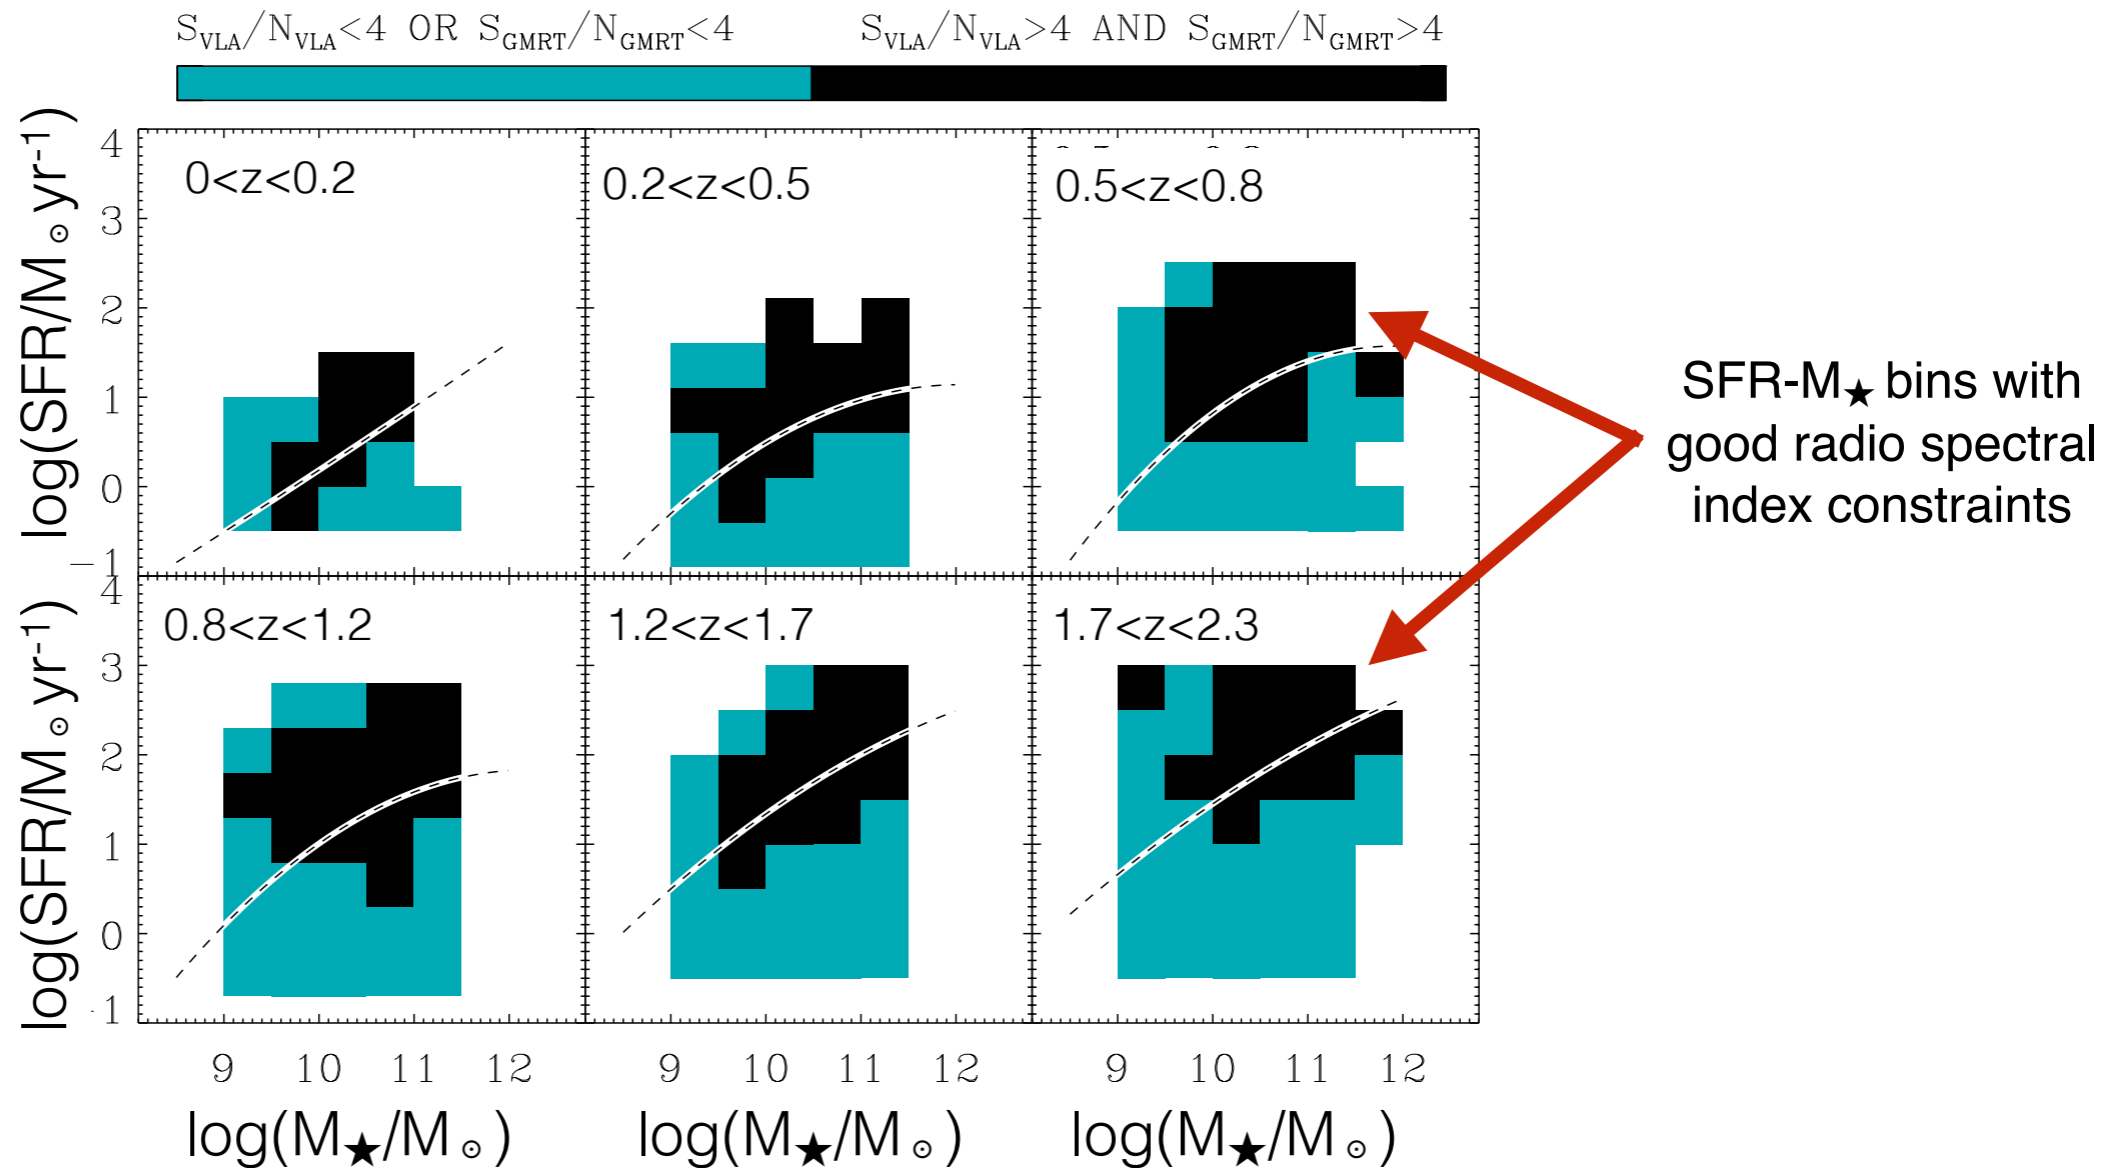 S_VLA/N_VLA<4 OR S_GMRT/N_GMRT<4
S_VLA/N_VLA>4 AND S_GMRT/N_GMRT>4
log(SFR/M⊙yr-1)
4
3
2
1
0
−1
0<z<0.2
0.2<z<0.5
0.5<z<0.8
SFR-M★ bins with
good radio spectral
index constraints
log(SFR/M⊙yr-1)
4
3
2
1
0
-1
0.8<z<1.2
1.2<z<1.7
1.7<z<2.3
9 10 11 12
9 10 11 12
9 10 11 12
log(M★/M⊙)
log(M★/M⊙)
log(M★/M⊙)